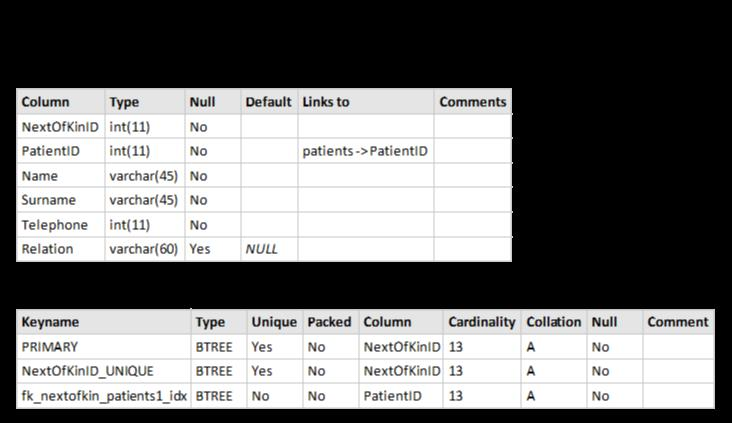 Column Type Null Default Links to Comments
NextOfKinID int(11) No
PatientID int(11) No patients->PatientID
Name varchar(45) No
Surname varchar(45) No
Telephone int(11) No
Relation varchar(60) Yes NULL
Keyname Type Unique Packed Column Cardinality Collation Null Comment
PRIMARY BTREE Yes No NextOfKinID 13 A No
NextOfKinID_UNIQUE BTREE Yes No NextOfKinID 13 A No
fk_nextofkin_patients1_idx BTREE No No PatientID 13 A No